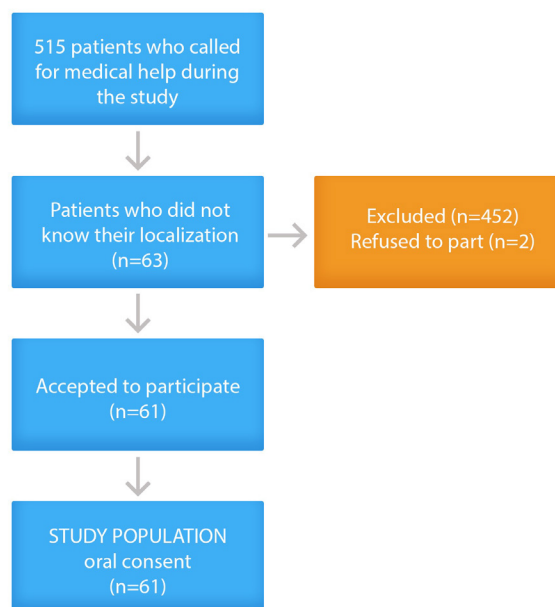 515 patients who called
for medical help during
the study
Patients who did not
know their localization
(n=63)
Excluded (n=452)
Refused to part (n=2)
Accepted to participate
(n=61)
STUDY POPULATION
oral consent
(n=61)